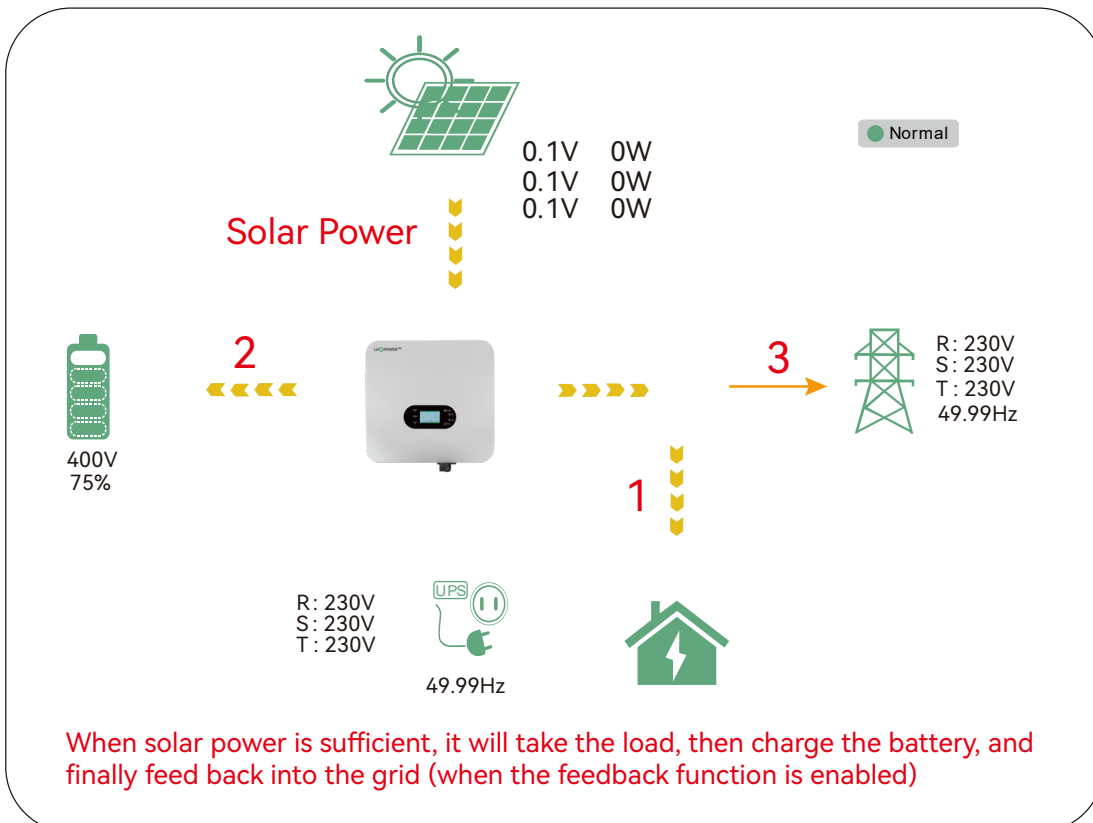 Normal
0.1V 0W
0.1V 0W
0.1V 0W
Solar Power
2
3
R: 230V
S: 230V
T: 230V
49.99Hz
400V
75%
1
UPS
R: 230V
S: 230V
T: 230V
49.99Hz
When solar power is sufficient, it will take the load, then charge the battery, and
finally feed back into the grid (when the feedback function is enabled)